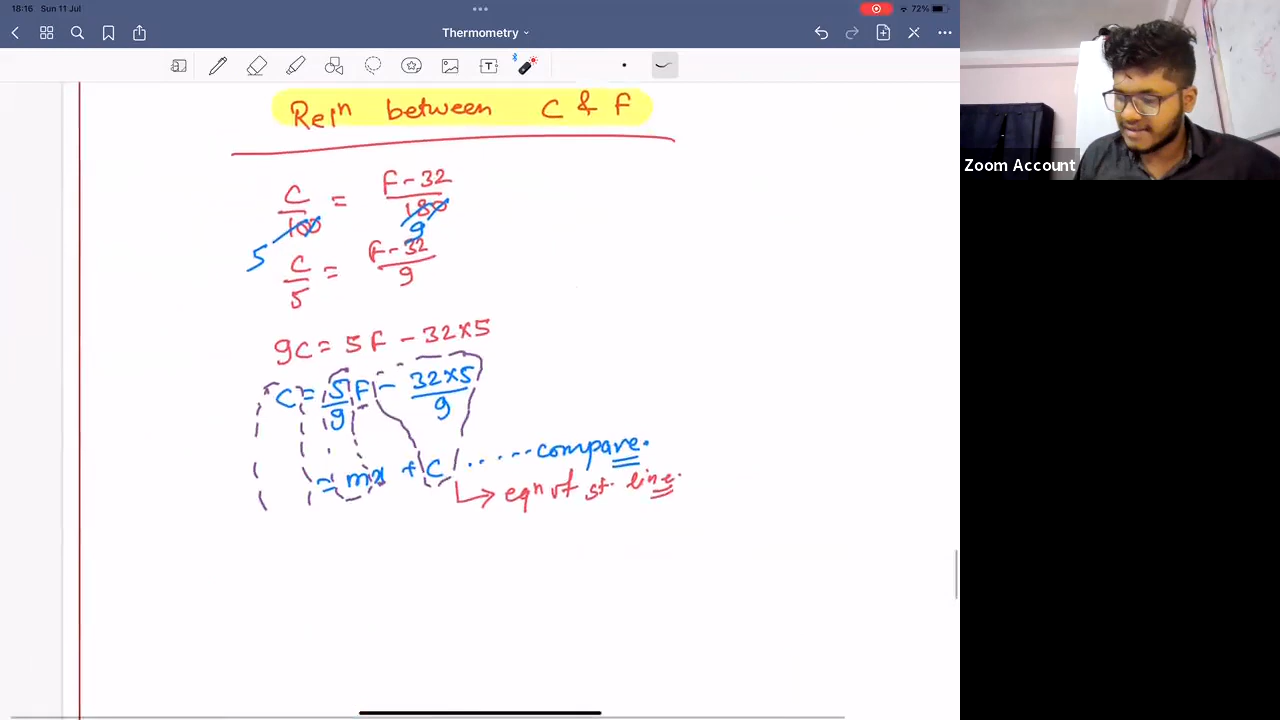 18:16 Sun 11 Jul
72%
Thermometry
Rel^n between C & F
C/100 = F-32/180
5 9
C/5 = F-32/9
9C = 5F - 32×5
C = 5/9 F - 32×5/9
= mx + C ...... compare.
→ eqn of st. line.
Zoom Account